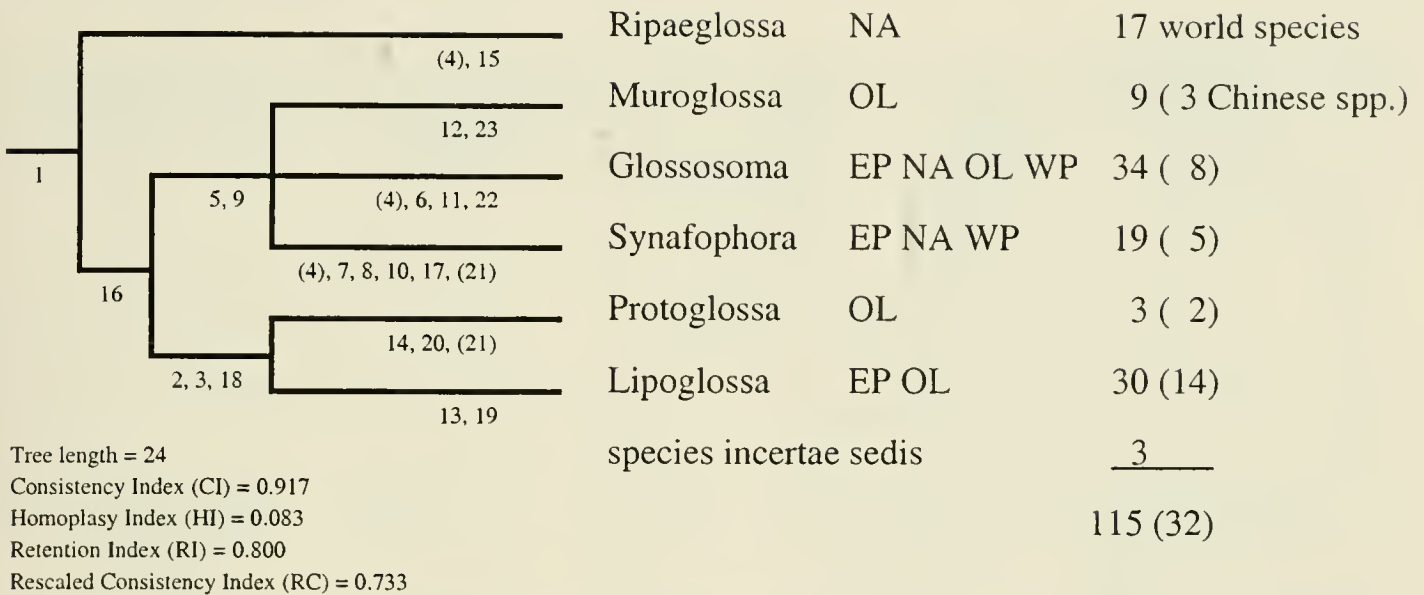 Ripaeglossa NA 17 world species
(4), 15
Muroglossa OL 9 ( 3 Chinese spp.)
12, 23
1
Glossosoma EP NA OL WP 34 ( 8)
5, 9
(4), 6, 11, 22
Synafophora EP NA WP 19 ( 5)
(4), 7, 8, 10, 17, (21)
16
Protoglossa OL 3 ( 2)
14, 20, (21)
2, 3, 18
Lipoglossa EP OL 30 (14)
13, 19
species incertae sedis 3
115 (32)
Tree length = 24
Consistency Index (CI) = 0.917
Homoplasy Index (HI) = 0.083
Retention Index (RI) = 0.800
Rescaled Consistency Index (RC) = 0.733